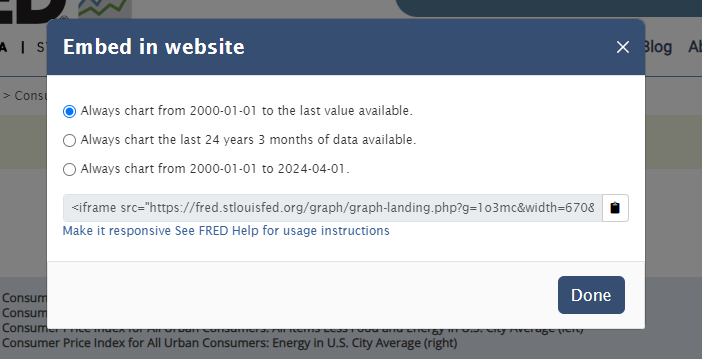 ED®
Embed in website
A | S
Blog Ab
> Consu
Always chart from 2000-01-01 to the last value available.
Always chart the last 24 years 3 months of data available.
Always chart from 2000-01-01 to 2024-04-01.
<iframe src="https://fred.stlouisfed.org/graph/graph-landing.php?g=1o3mc&width=670&
Make it responsive See FRED Help for usage instructions
Done
Consum
Consum
Consumer Price Index for All Urban Consumers: All Items Less Food and Energy in U.S. City Average (left)
Consumer Price Index for All Urban Consumers: Energy in U.S. City Average (right)